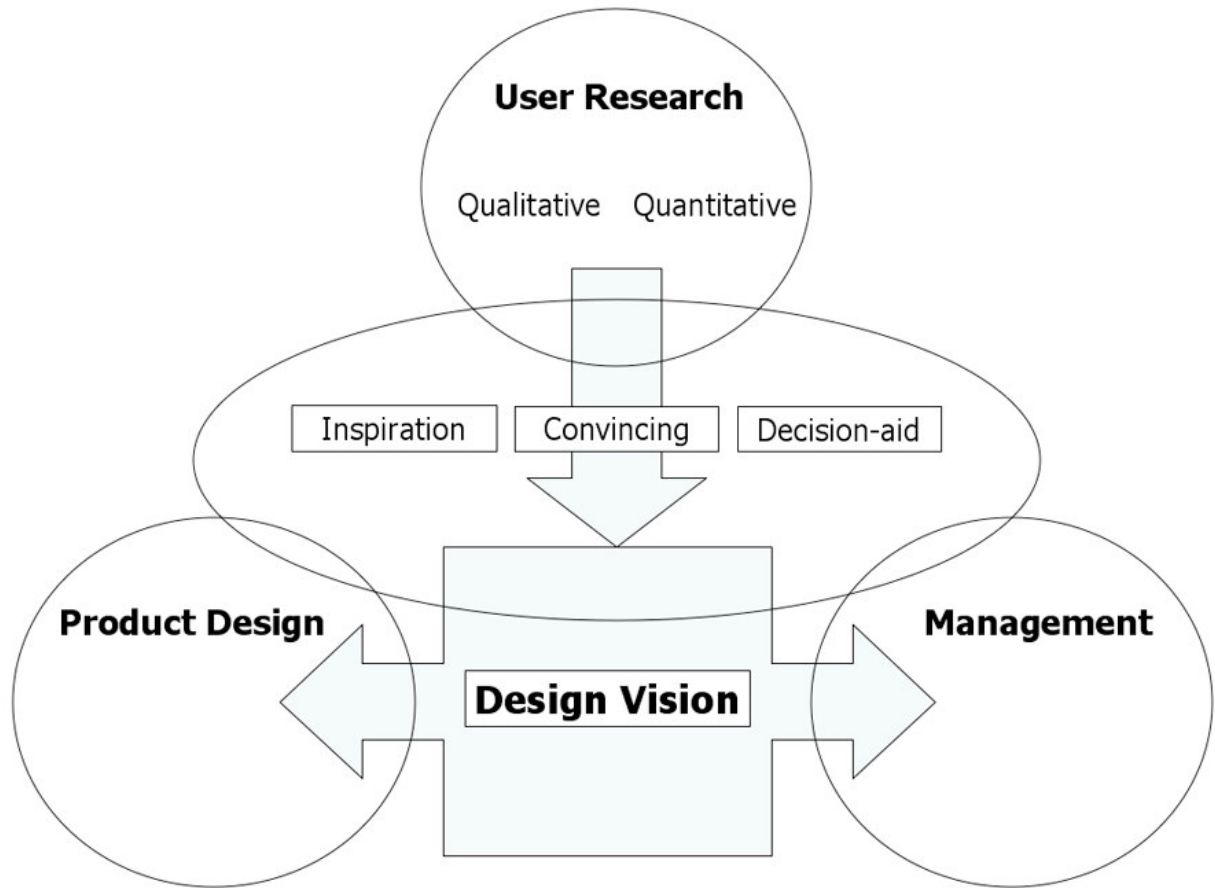 User Research
Qualitative Quantitative
Inspiration Convincing Decision-aid
Product Design Management
Design Vision